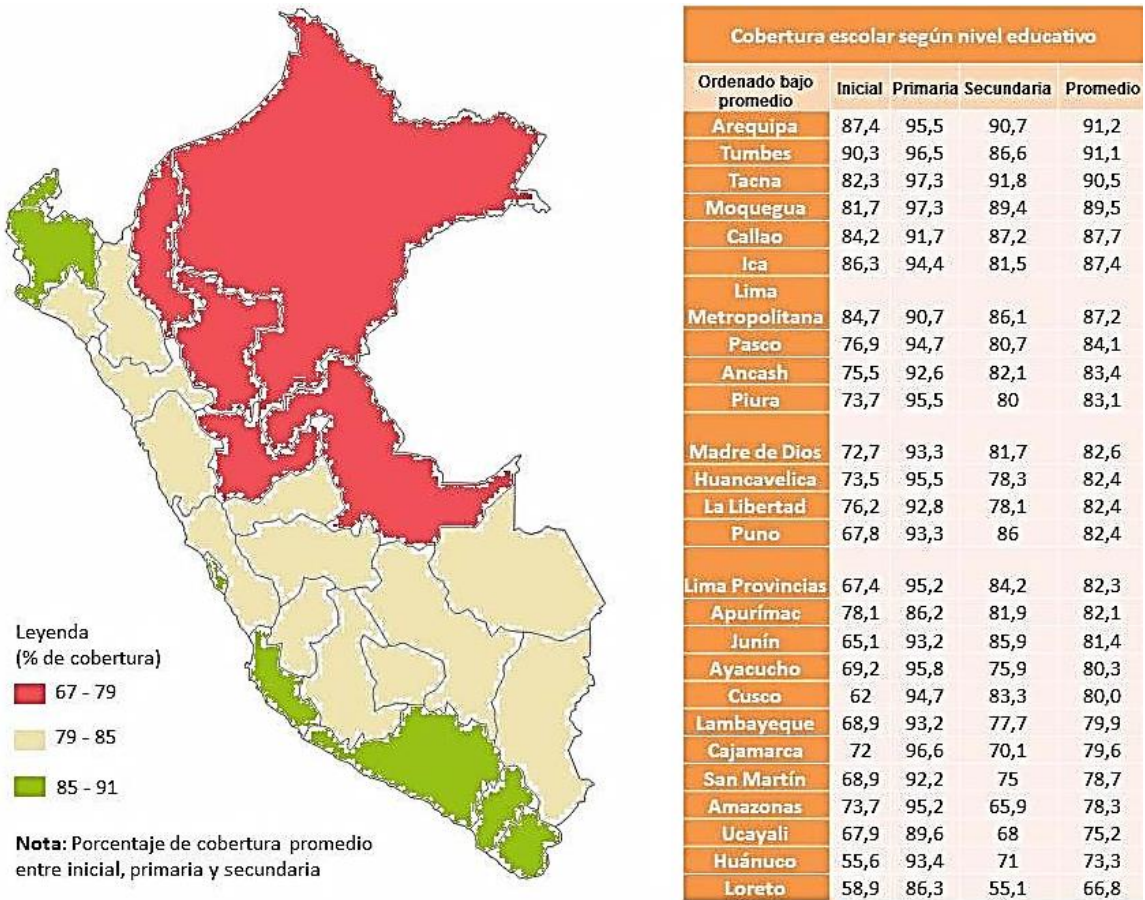 Leyenda
(% de cobertura)
67 - 79
79 - 85
85 - 91
Nota: Porcentaje de cobertura promedio
entre inicial, primaria y secundaria
Cobertura escolar según nivel educativo
Ordenado bajo promedio Inicial Primaria Secundaria Promedio
Arequipa 87,4 95,5 90,7 91,2
Tumbes 90,3 96,5 86,6 91,1
Tacna 82,3 97,3 91,8 90,5
Moquegua 81,7 97,3 89,4 89,5
Callao 84,2 91,7 87,2 87,7
Ica 86,3 94,4 81,5 87,4
Lima Metropolitana 84,7 90,7 86,1 87,2
Pasco 76,9 94,7 80,7 84,1
Ancash 75,5 92,6 82,1 83,4
Piura 73,7 95,5 80 83,1
Madre de Dios 72,7 93,3 81,7 82,6
Huancavelica 73,5 95,5 78,3 82,4
La Libertad 76,2 92,8 78,1 82,4
Puno 67,8 93,3 86 82,4
Lima Provincias 67,4 95,2 84,2 82,3
Apurímac 78,1 86,2 81,9 82,1
Junín 65,1 93,2 85,9 81,4
Ayacucho 69,2 95,8 75,9 80,3
Cusco 62 94,7 83,3 80,0
Lambayeque 68,9 93,2 77,7 79,9
Cajamarca 72 96,6 70,1 79,6
San Martín 68,9 92,2 75 78,7
Amazonas 73,7 95,2 65,9 78,3
Ucayali 67,9 89,6 68 75,2
Huánuco 55,6 93,4 71 73,3
Loreto 58,9 86,3 55,1 66,8